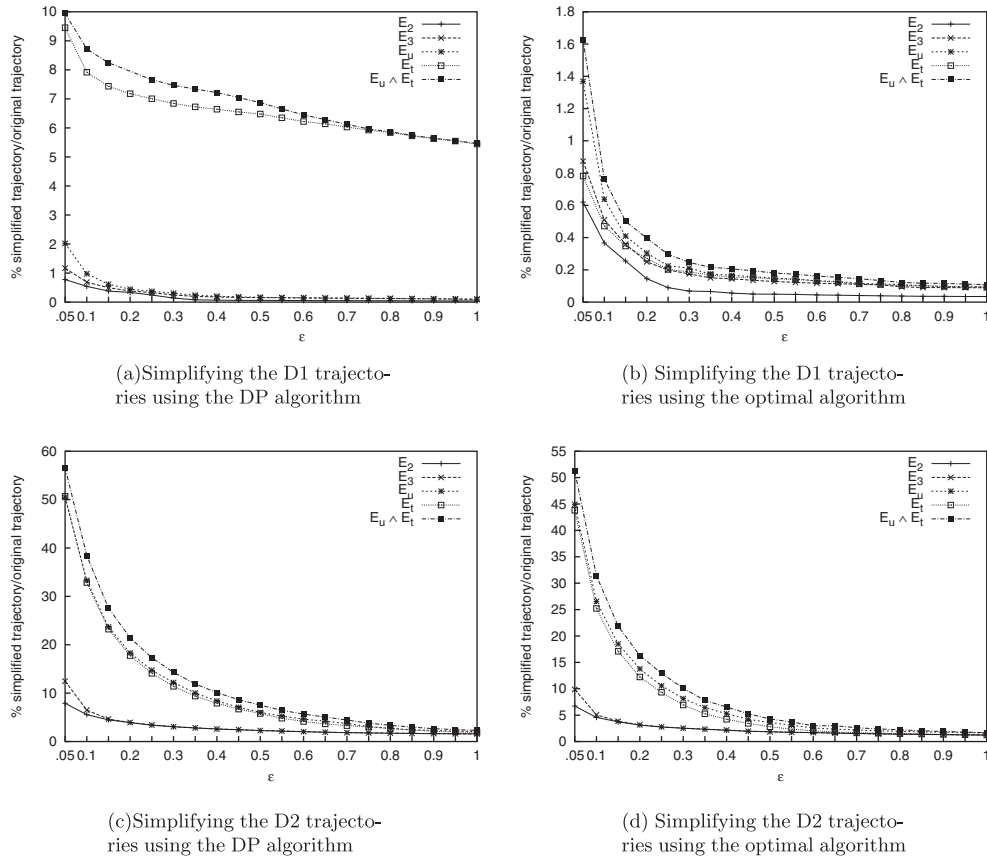 % simplified trajectory/original trajectory
10
9
8
7
6
5
4
3
2
1
0
E2
E3
Eu
Et
Eu ∧ Et
.05 0.1 0.2 0.3 0.4 0.5 0.6 0.7 0.8 0.9 1
ε
(a)Simplifying the D1 trajecto-
ries using the DP algorithm
% simplified trajectory/original trajectory
1.8
1.6
1.4
1.2
1
0.8
0.6
0.4
0.2
0
E2
E3
Eu
Et
Eu ∧ Et
.05 0.1 0.2 0.3 0.4 0.5 0.6 0.7 0.8 0.9 1
ε
(b) Simplifying the D1 trajecto-
ries using the optimal algorithm
% simplified trajectory/original trajectory
60
50
40
30
20
10
0
E2
E3
Eu
Et
Eu ∧ Et
.05 0.1 0.2 0.3 0.4 0.5 0.6 0.7 0.8 0.9 1
ε
(c)Simplifying the D2 trajecto-
ries using the DP algorithm
% simplified trajectory/original trajectory
55
50
45
40
35
30
25
20
15
10
5
0
E2
E3
Eu
Et
Eu ∧ Et
.05 0.1 0.2 0.3 0.4 0.5 0.6 0.7 0.8 0.9 1
ε
(d) Simplifying the D2 trajecto-
ries using the optimal algorithm